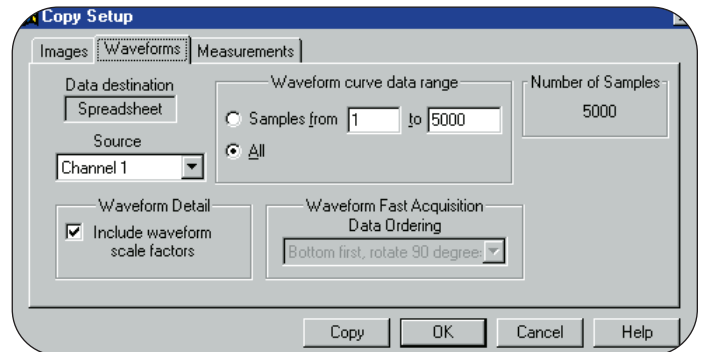 Copy Setup
Images Waveforms Measurements
Data destination
Spreadsheet
Source
Channel 1
Waveform curve data range
Samples from 1 to 5000
All
Number of Samples
5000
Waveform Detail
Include waveform
scale factors
Waveform Fast Acquisition
Data Ordering
Bottom first, rotate 90
Copy OK Cancel Help